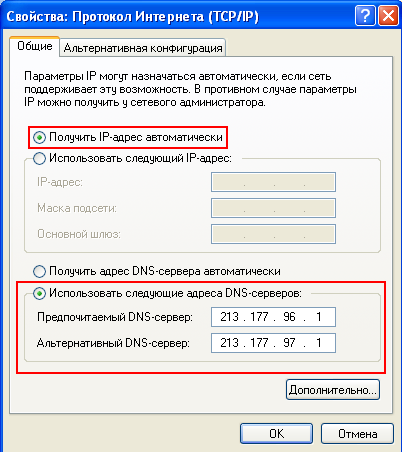 Свойства: Протокол Интернета (TCP/IP)
Общие
Альтернативная конфигурация
Параметры IP могут назначаться автоматически, если сеть
поддерживает эту возможность. В противном случае параметры
IP можно получить у сетевого администратора.
Получить IP-адрес автоматически
Использовать следующий IP-адрес:
IP-адрес:
Маска подсети:
Основной шлюз:
Получить адрес DNS-сервера автоматически
Использовать следующие адреса DNS-серверов:
Предпочитаемый DNS-сервер: 213 . 177 . 96 . 1
Альтернативный DNS-сервер: 213 . 177 . 97 . 1
Дополнительно...
OK
Отмена